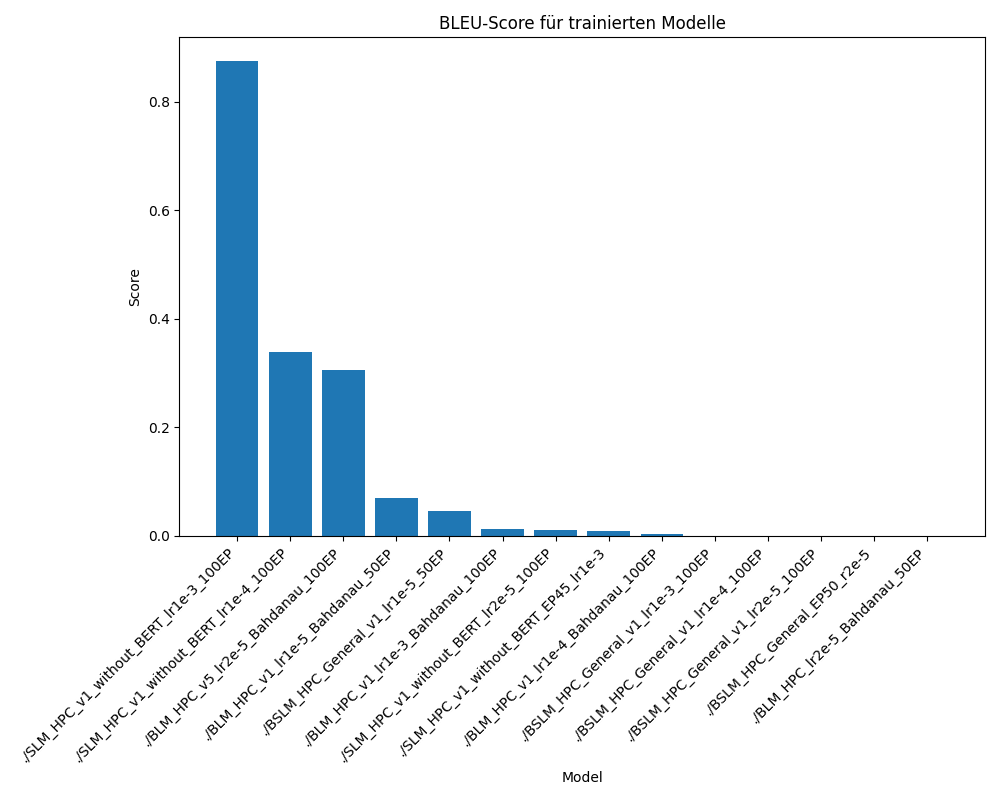 BLEU-Score für trainierten Modelle
Score
0.8
0.6
0.4
0.2
0.0
./SLM_HPC_v1_without_BERT_lr1e-3_100EP
./SLM_HPC_v1_without_BERT_lr1e-4_100EP
./BLM_HPC_v5_lr2e-5_Bahdanau_100EP
./BLM_HPC_v1_lr1e-5_Bahdanau_50EP
./BSLM_HPC_General_v1_lr1e-5_50EP
./BLM_HPC_v1_lr1e-3_Bahdanau_100EP
./SLM_HPC_v1_without_BERT_lr2e-5_100EP
./SLM_HPC_v1_without_BERT_EP45_lr1e-3
./BLM_HPC_v1_lr1e-4_Bahdanau_100EP
./BSLM_HPC_General_v1_lr1e-3_100EP
./BSLM_HPC_General_v1_lr1e-4_100EP
./BSLM_HPC_General_v1_lr2e-5_100EP
./BSLM_HPC_General_EP50_r2e-5
./BLM_HPC_lr2e-5_Bahdanau_50EP
Model